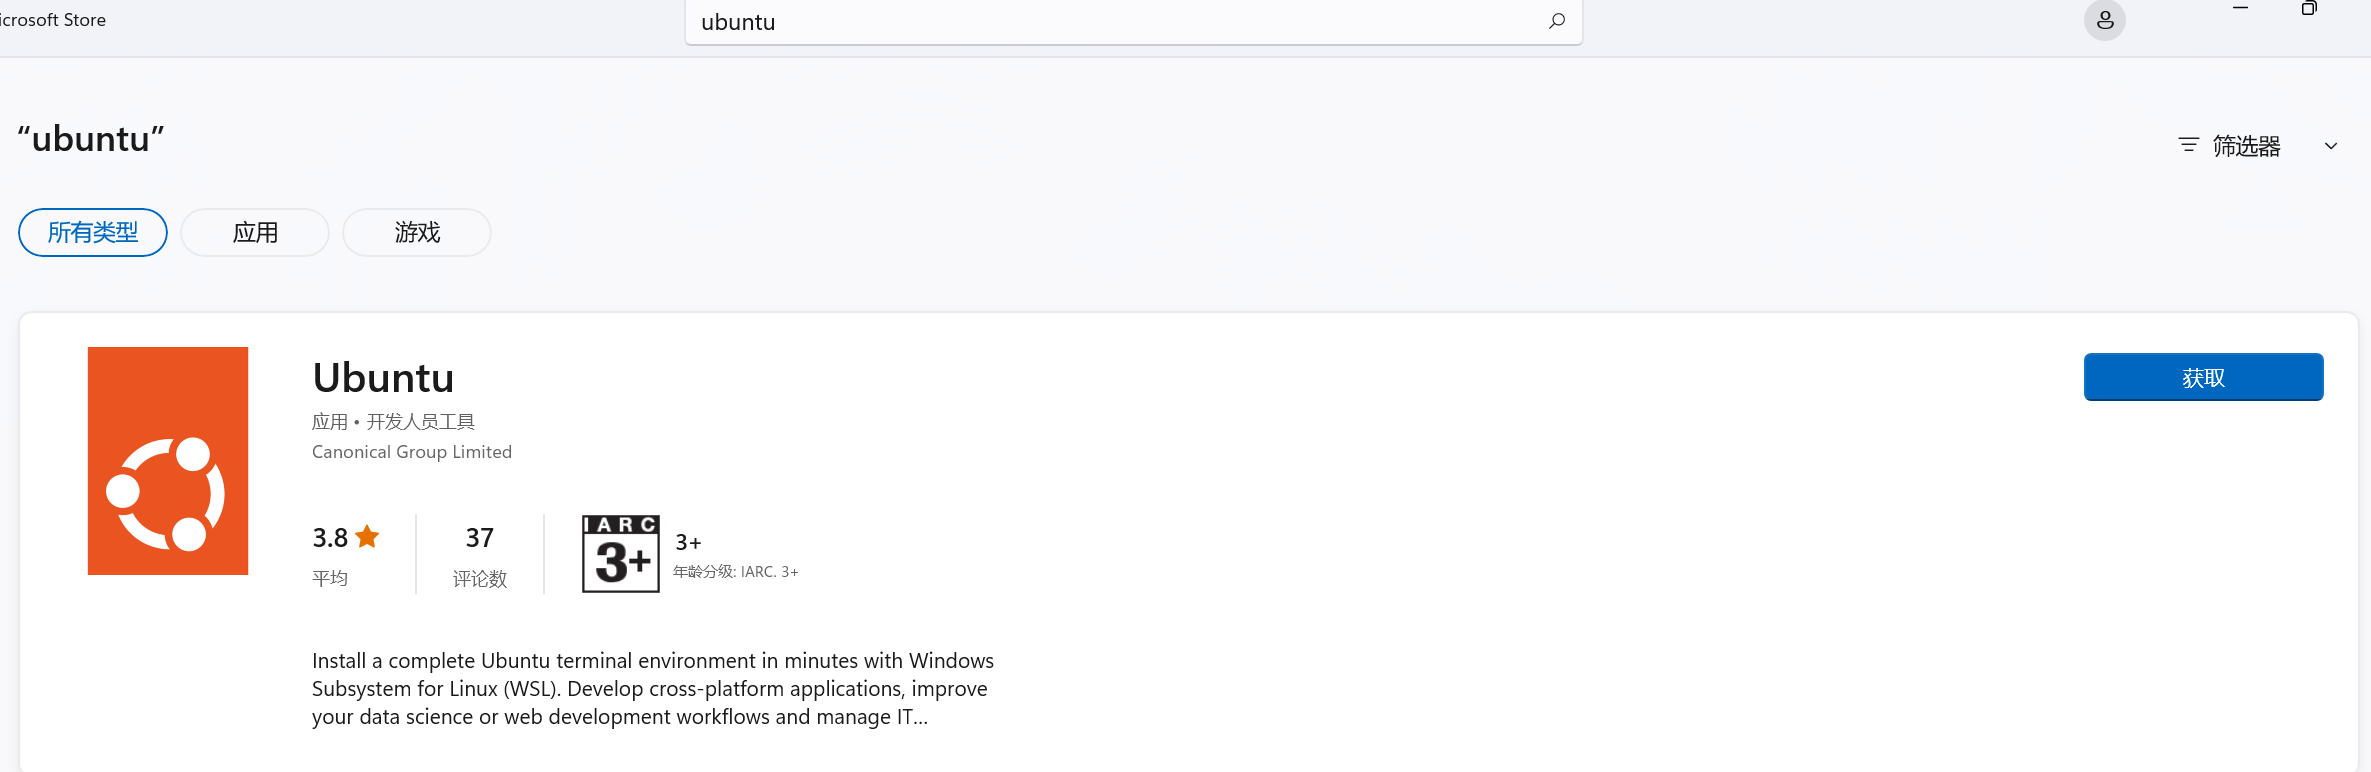 icrosoft Store
ubuntu
“ubuntu”
筛选器
所有类型
应用
游戏
Ubuntu
获取
应用 • 开发人员工具
Canonical Group Limited
3.8
平均
37
评论数
IARC
3+
3+
年龄分级: IARC. 3+
Install a complete Ubuntu terminal environment in minutes with Windows
Subsystem for Linux (WSL). Develop cross-platform applications, improve
your data science or web development workflows and manage IT...